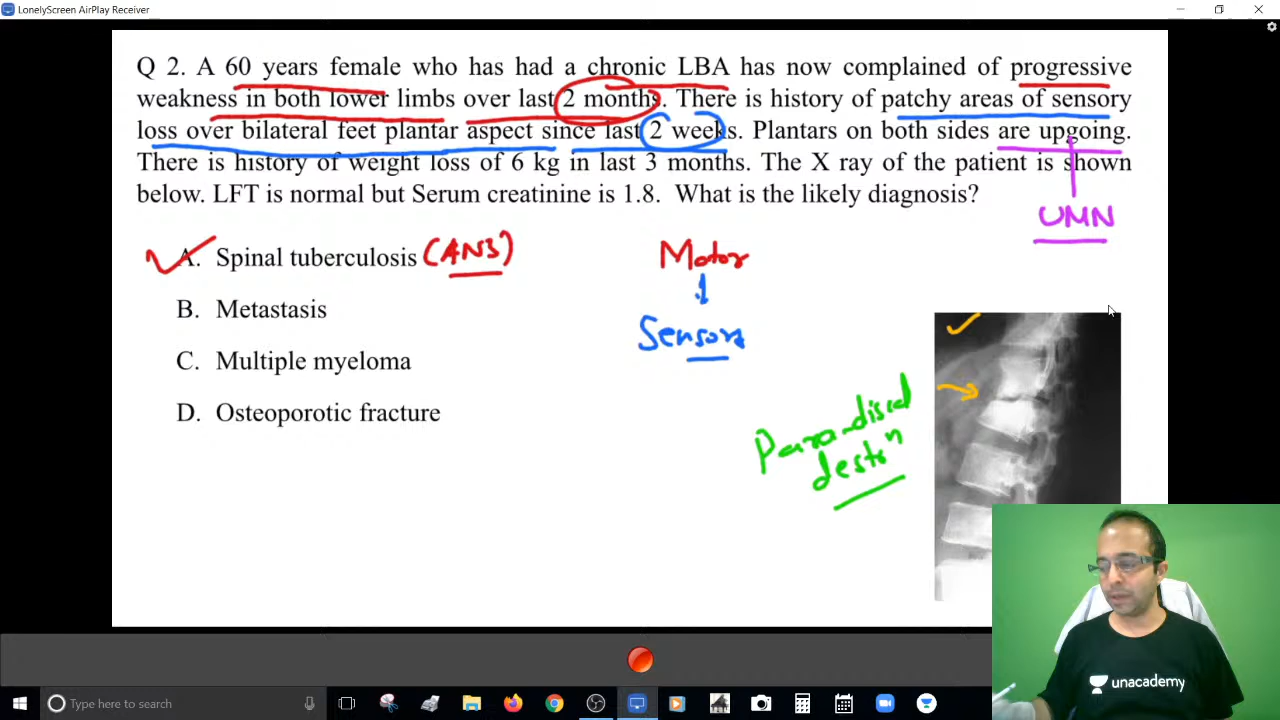 LonelyScreen AirPlay Receiver
Q 2. A 60 years female who has had a chronic LBA has now complained of progressive
weakness in both lower limbs over last 2 months. There is history of patchy areas of sensory
loss over bilateral feet plantar aspect since last 2 weeks. Plantars on both sides are upgoing.
There is history of weight loss of 6 kg in last 3 months. The X ray of the patient is shown
below. LFT is normal but Serum creatinine is 1.8. What is the likely diagnosis?
UMN
A. Spinal tuberculosis (ANS)
Motor
B. Metastasis
Sensory
C. Multiple myeloma
D. Osteoporotic fracture
Para-discal
destrⁿ
unacademy
Type here to search